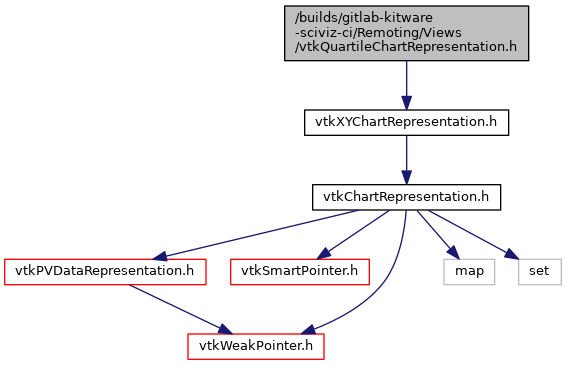 /builds/gitlab-kitware
-sciviz-ci/Remoting/Views
/vtkQuartileChartRepresentation.h
vtkXYChartRepresentation.h
vtkChartRepresentation.h
vtkPVDataRepresentation.h
vtkSmartPointer.h
map
set
vtkWeakPointer.h